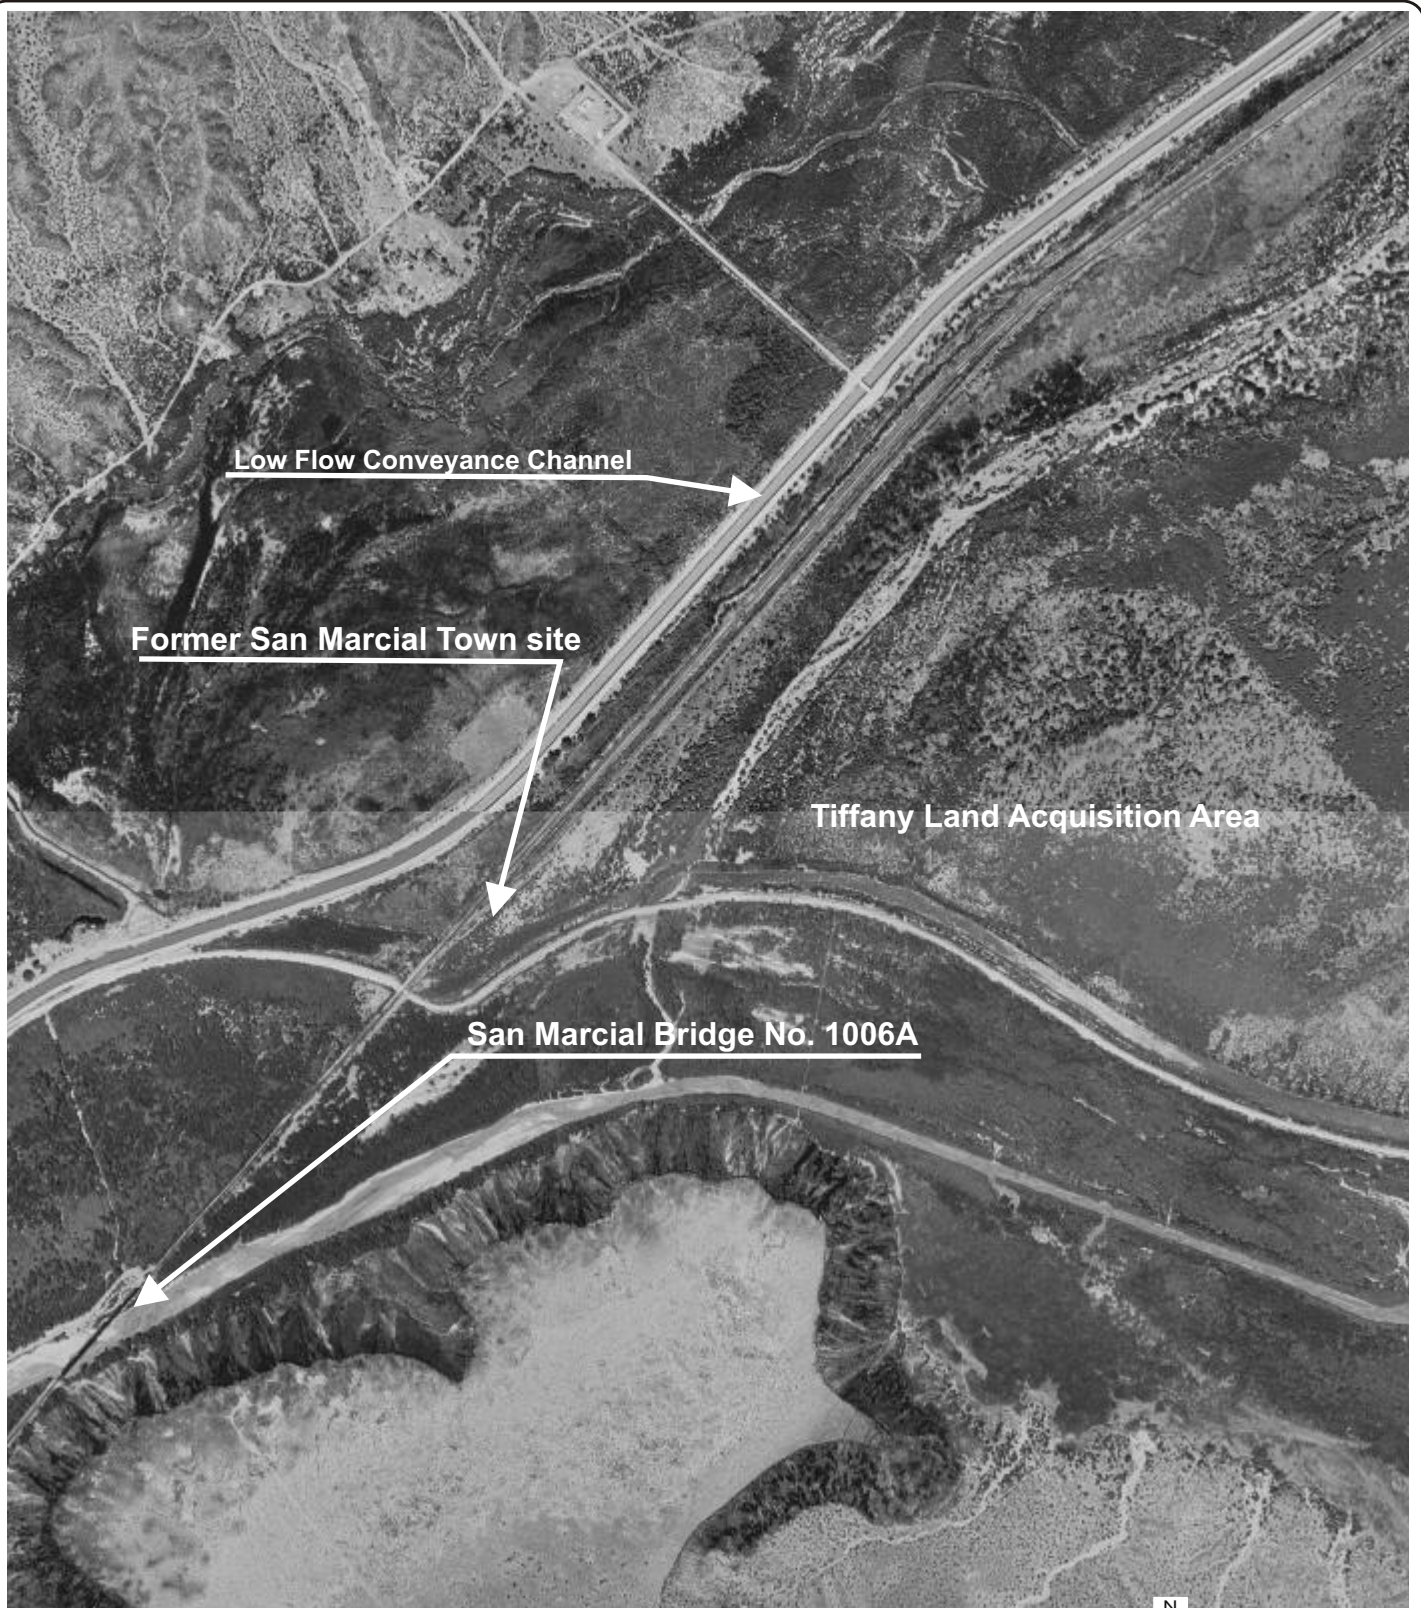 Low Flow Conveyance Channel
Former San Marcial Town site
Tiffany Land Acquisition Area
San Marcial Bridge No. 1006A
N